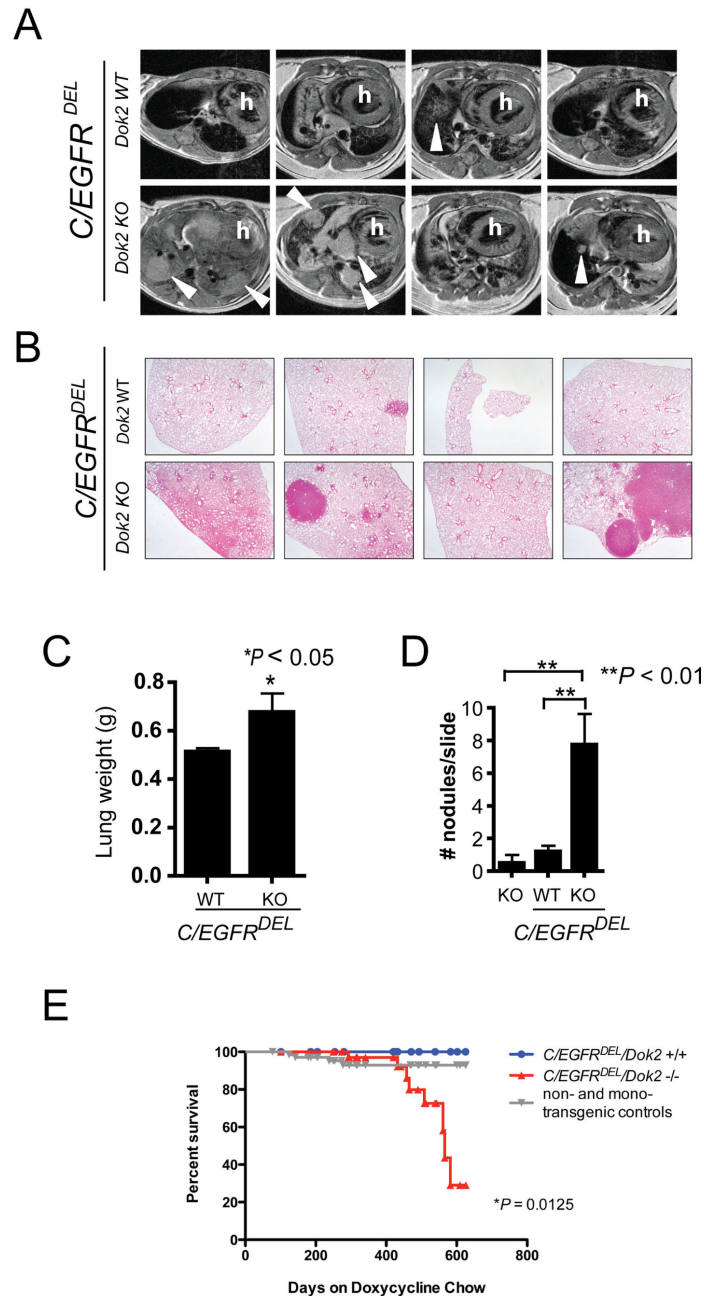 A
C/EGFR DEL
Dok2 WT
h h h h
Dok2 KO
h h h h
B
C/EGFR DEL
Dok2 WT
Dok2 KO
C
*P < 0.05
*
Lung weight (g)
0.8
0.6
0.4
0.2
0.0
WT KO
C/EGFR DEL
D
**P < 0.01
**
**
# nodules/slide
10
8
6
4
2
0
KO WT KO
C/EGFR DEL
E
Percent survival
100
80
60
40
20
0
0 200 400 600 800
Days on Doxycycline Chow
C/EGFR DEL/Dok2 +/+
C/EGFR DEL/Dok2 -/-
non- and mono-
transgenic controls
*P = 0.0125